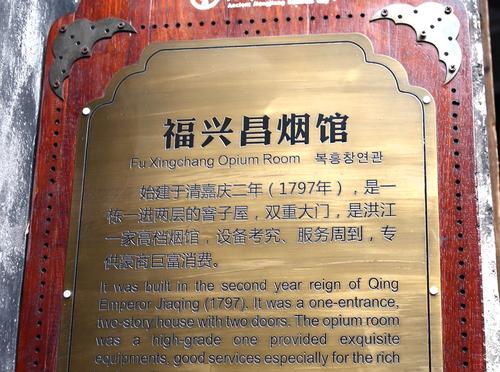 Ancient Hongjiang
福兴昌烟馆
Fu Xingchang Opium Room 복흥창연관
始建于清嘉庆二年(1797年),是一
栋一进两层的窨子屋,双重大门,是洪江
一家高档烟馆,设备考究、服务周到,专
供豪商巨富消费。
It was built in the second year reign of Qing
Emperor Jiaqing (1797). It was a one-entrance,
two-story house with two doors. The opium room
was a high-grade one provided exquisite
equipments, good services especially for the rich